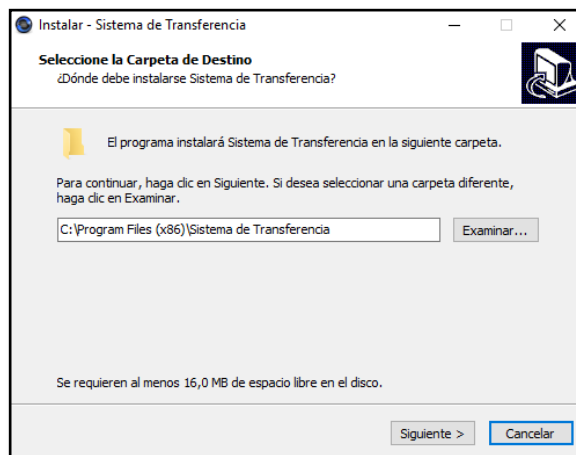 Instalar - Sistema de Transferencia
Seleccione la Carpeta de Destino
¿Dónde debe instalarse Sistema de Transferencia?
El programa instalará Sistema de Transferencia en la siguiente carpeta.
Para continuar, haga clic en Siguiente. Si desea seleccionar una carpeta diferente,
haga clic en Examinar.
C:\Program Files (x86)\Sistema de Transferencia
Examinar...
Se requieren al menos 16,0 MB de espacio libre en el disco.
Siguiente >
Cancelar